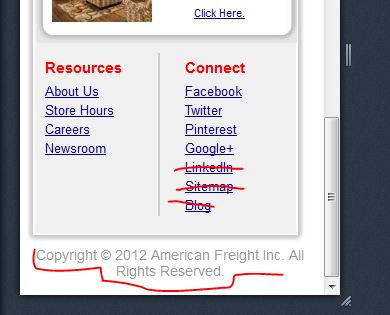 Click Here.
Resources
About Us
Store Hours
Careers
Newsroom
Connect
Facebook
Twitter
Pinterest
Google+
LinkedIn
Sitemap
Blog
Copyright © 2012 American Freight Inc. All
Rights Reserved.